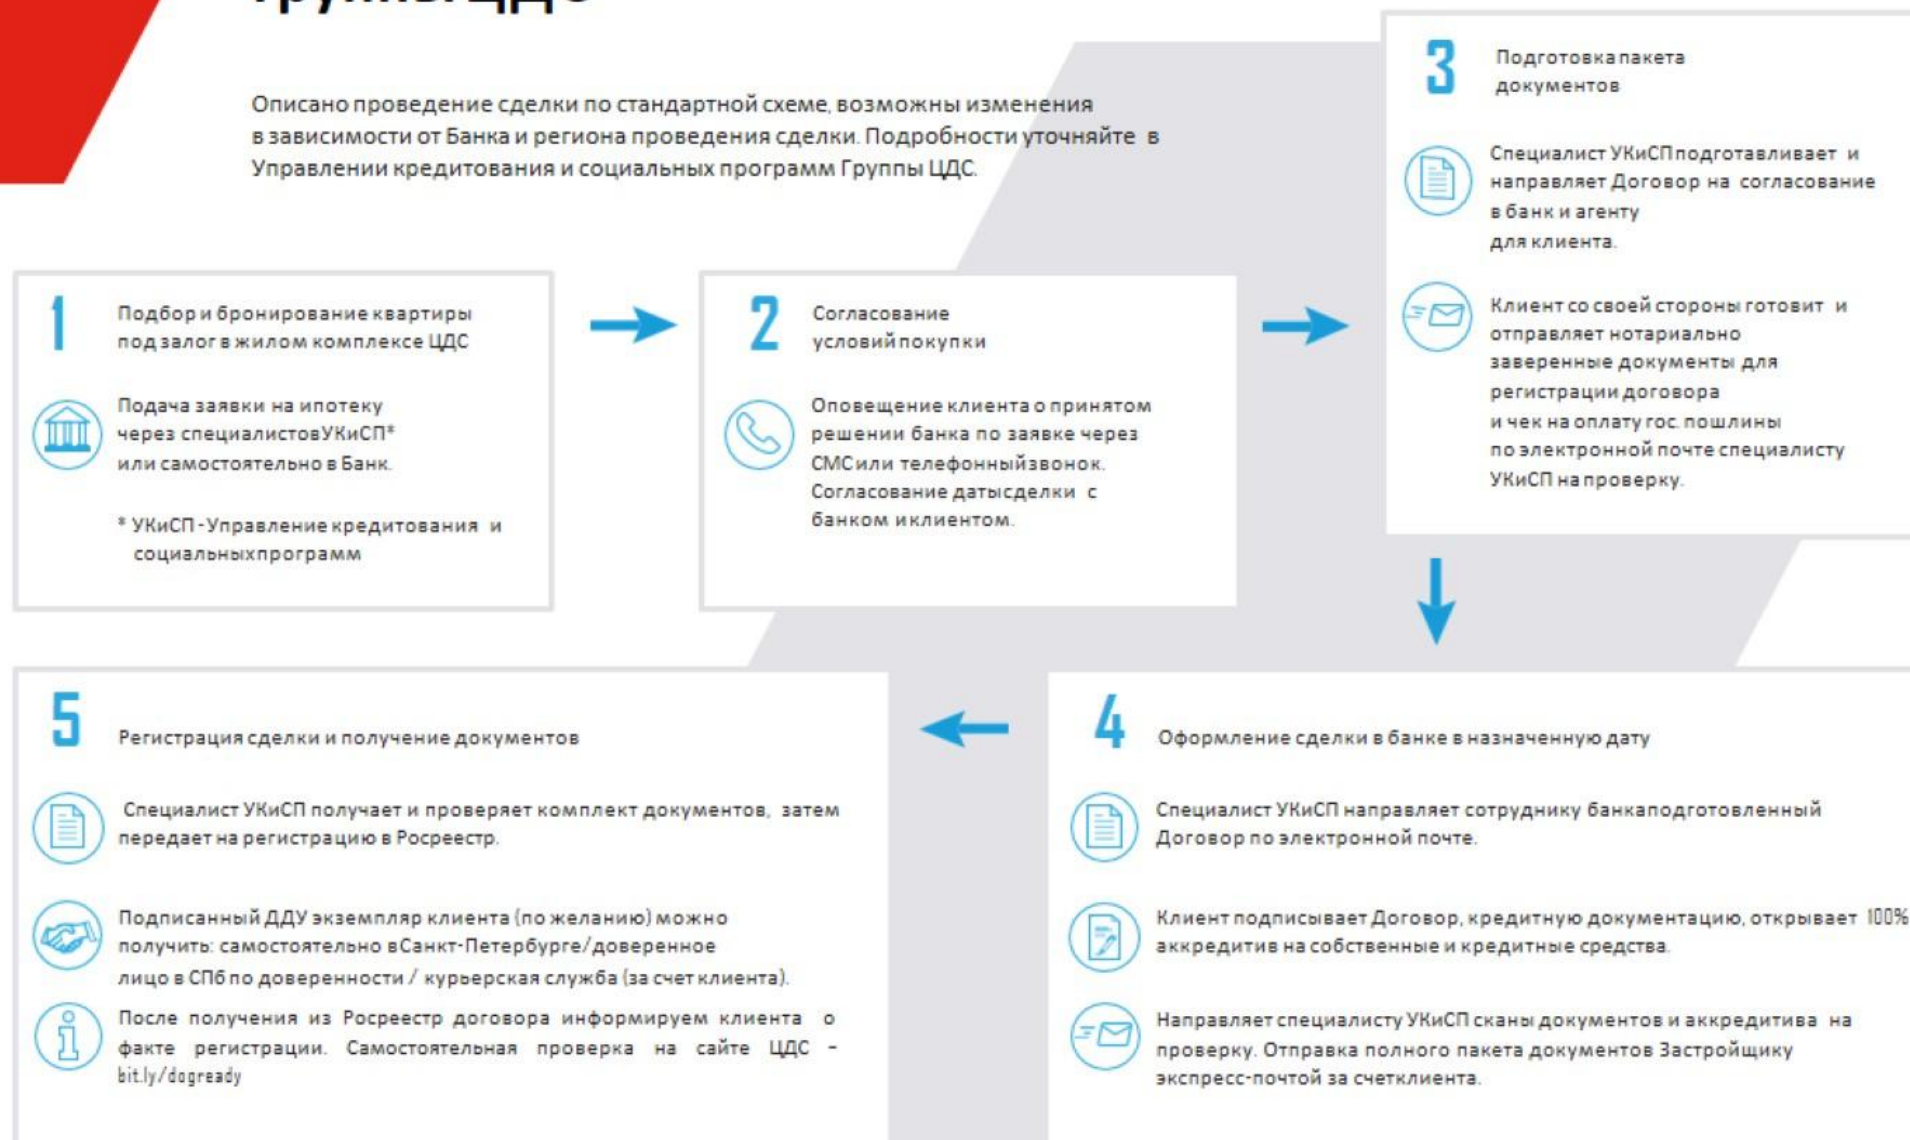 Описано проведение сделки по стандартной схеме, возможны изменения
в зависимости от Банка и региона проведения сделки. Подробности уточняйте в
Управлении кредитования и социальных программ Группы ЦДС.
1
Подбор и бронирование квартиры
под залог в жилом комплексе ЦДС
Подача заявки на ипотеку
через специалистов УКиСП*
или самостоятельно в Банк.
* УКиСП - Управление кредитования и
социальных программ
2
Согласование
условий покупки
Оповещение клиента о принятом
решении банка по заявке через
СМС или телефонный звонок.
Согласование даты сделки с
банком и клиентом.
3
Подготовка пакета
документов
Специалист УКиСП подготавливает и
направляет Договор на согласование
в банк и агенту
для клиента.
Клиент со своей стороны готовит и
отправляет нотариально
заверенные документы для
регистрации договора
и чек на оплату гос. пошлины
по электронной почте специалисту
УКиСП на проверку.
4
Оформление сделки в банке в назначенную дату
Специалист УКиСП направляет сотруднику банка подготовленный
Договор по электронной почте.
Клиент подписывает Договор, кредитную документацию, открывает 100%
аккредитив на собственные и кредитные средства.
Направляет специалисту УКиСП сканы документов и аккредитива на
проверку. Отправка полного пакета документов Застройщику
экспресс-почтой за счет клиента.
5
Регистрация сделки и получение документов
Специалист УКиСП получает и проверяет комплект документов, затем
передает на регистрацию в Росреестр.
Подписанный ДДУ экземпляр клиента (по желанию) можно
получить: самостоятельно в Санкт-Петербурге/доверенное
лицо в СПб по доверенности / курьерская служба (за счет клиента).
После получения из Росреестр договора информируем клиента о
факте регистрации. Самостоятельная проверка на сайте ЦДС –
bit.ly/dogready